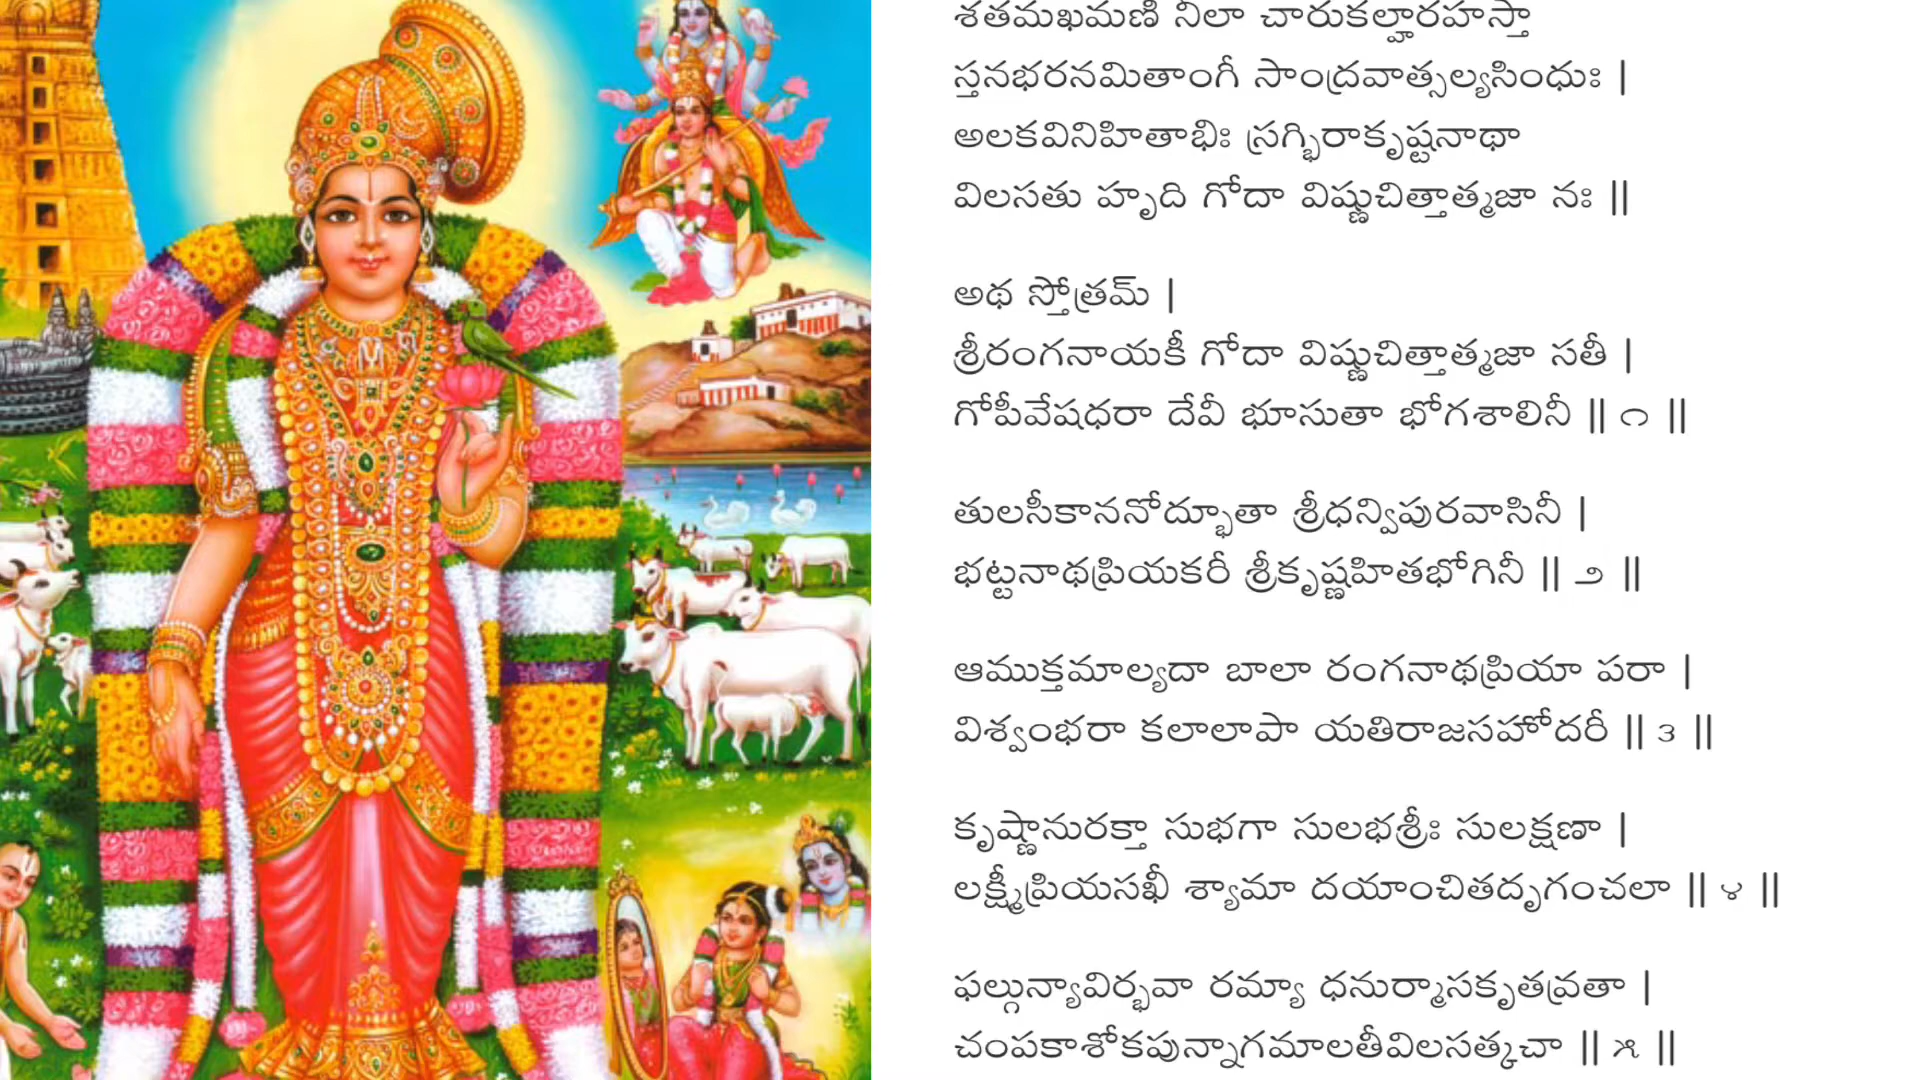 శతమఖమణి నీలా చారుకల్హారహస్తా
స్తనభరనమితాంగీ సాంద్రవాత్సల్యసింధుః |
అలకవినిహితాభిః స్రగ్భిరాకృష్టనాథా
విలసతు హృది గోదా విష్ణుచిత్తాత్మజా నః ||
అథ స్తోత్రమ్ |
శ్రీరంగనాయకీ గోదా విష్ణుచిత్తాత్మజా సతీ |
గోపీవేషధరా దేవీ భూసుతా భోగశాలినీ || ౧ ||
తులసీకాననోద్భూతా శ్రీధన్విపురవాసినీ |
భట్టనాథప్రియకరీ శ్రీకృష్ణహితభోగినీ || ౨ ||
ఆముక్తమాల్యదా బాలా రంగనాథప్రియా పరా |
విశ్వంభరా కలాలాపా యతిరాజసహోదరీ || ౩ ||
కృష్ణానురక్తా సుభగా సులభశ్రీః సులక్షణా |
లక్ష్మీప్రియసఖీ శ్యామా దయాంచితదృగంచలా || ౪ ||
ఫల్గున్యావిర్భవా రమ్యా ధనుర్మాసకృతవ్రతా |
చంపకాశోకపున్నాగమాలతీవిలసత్కచా || ౫ ||